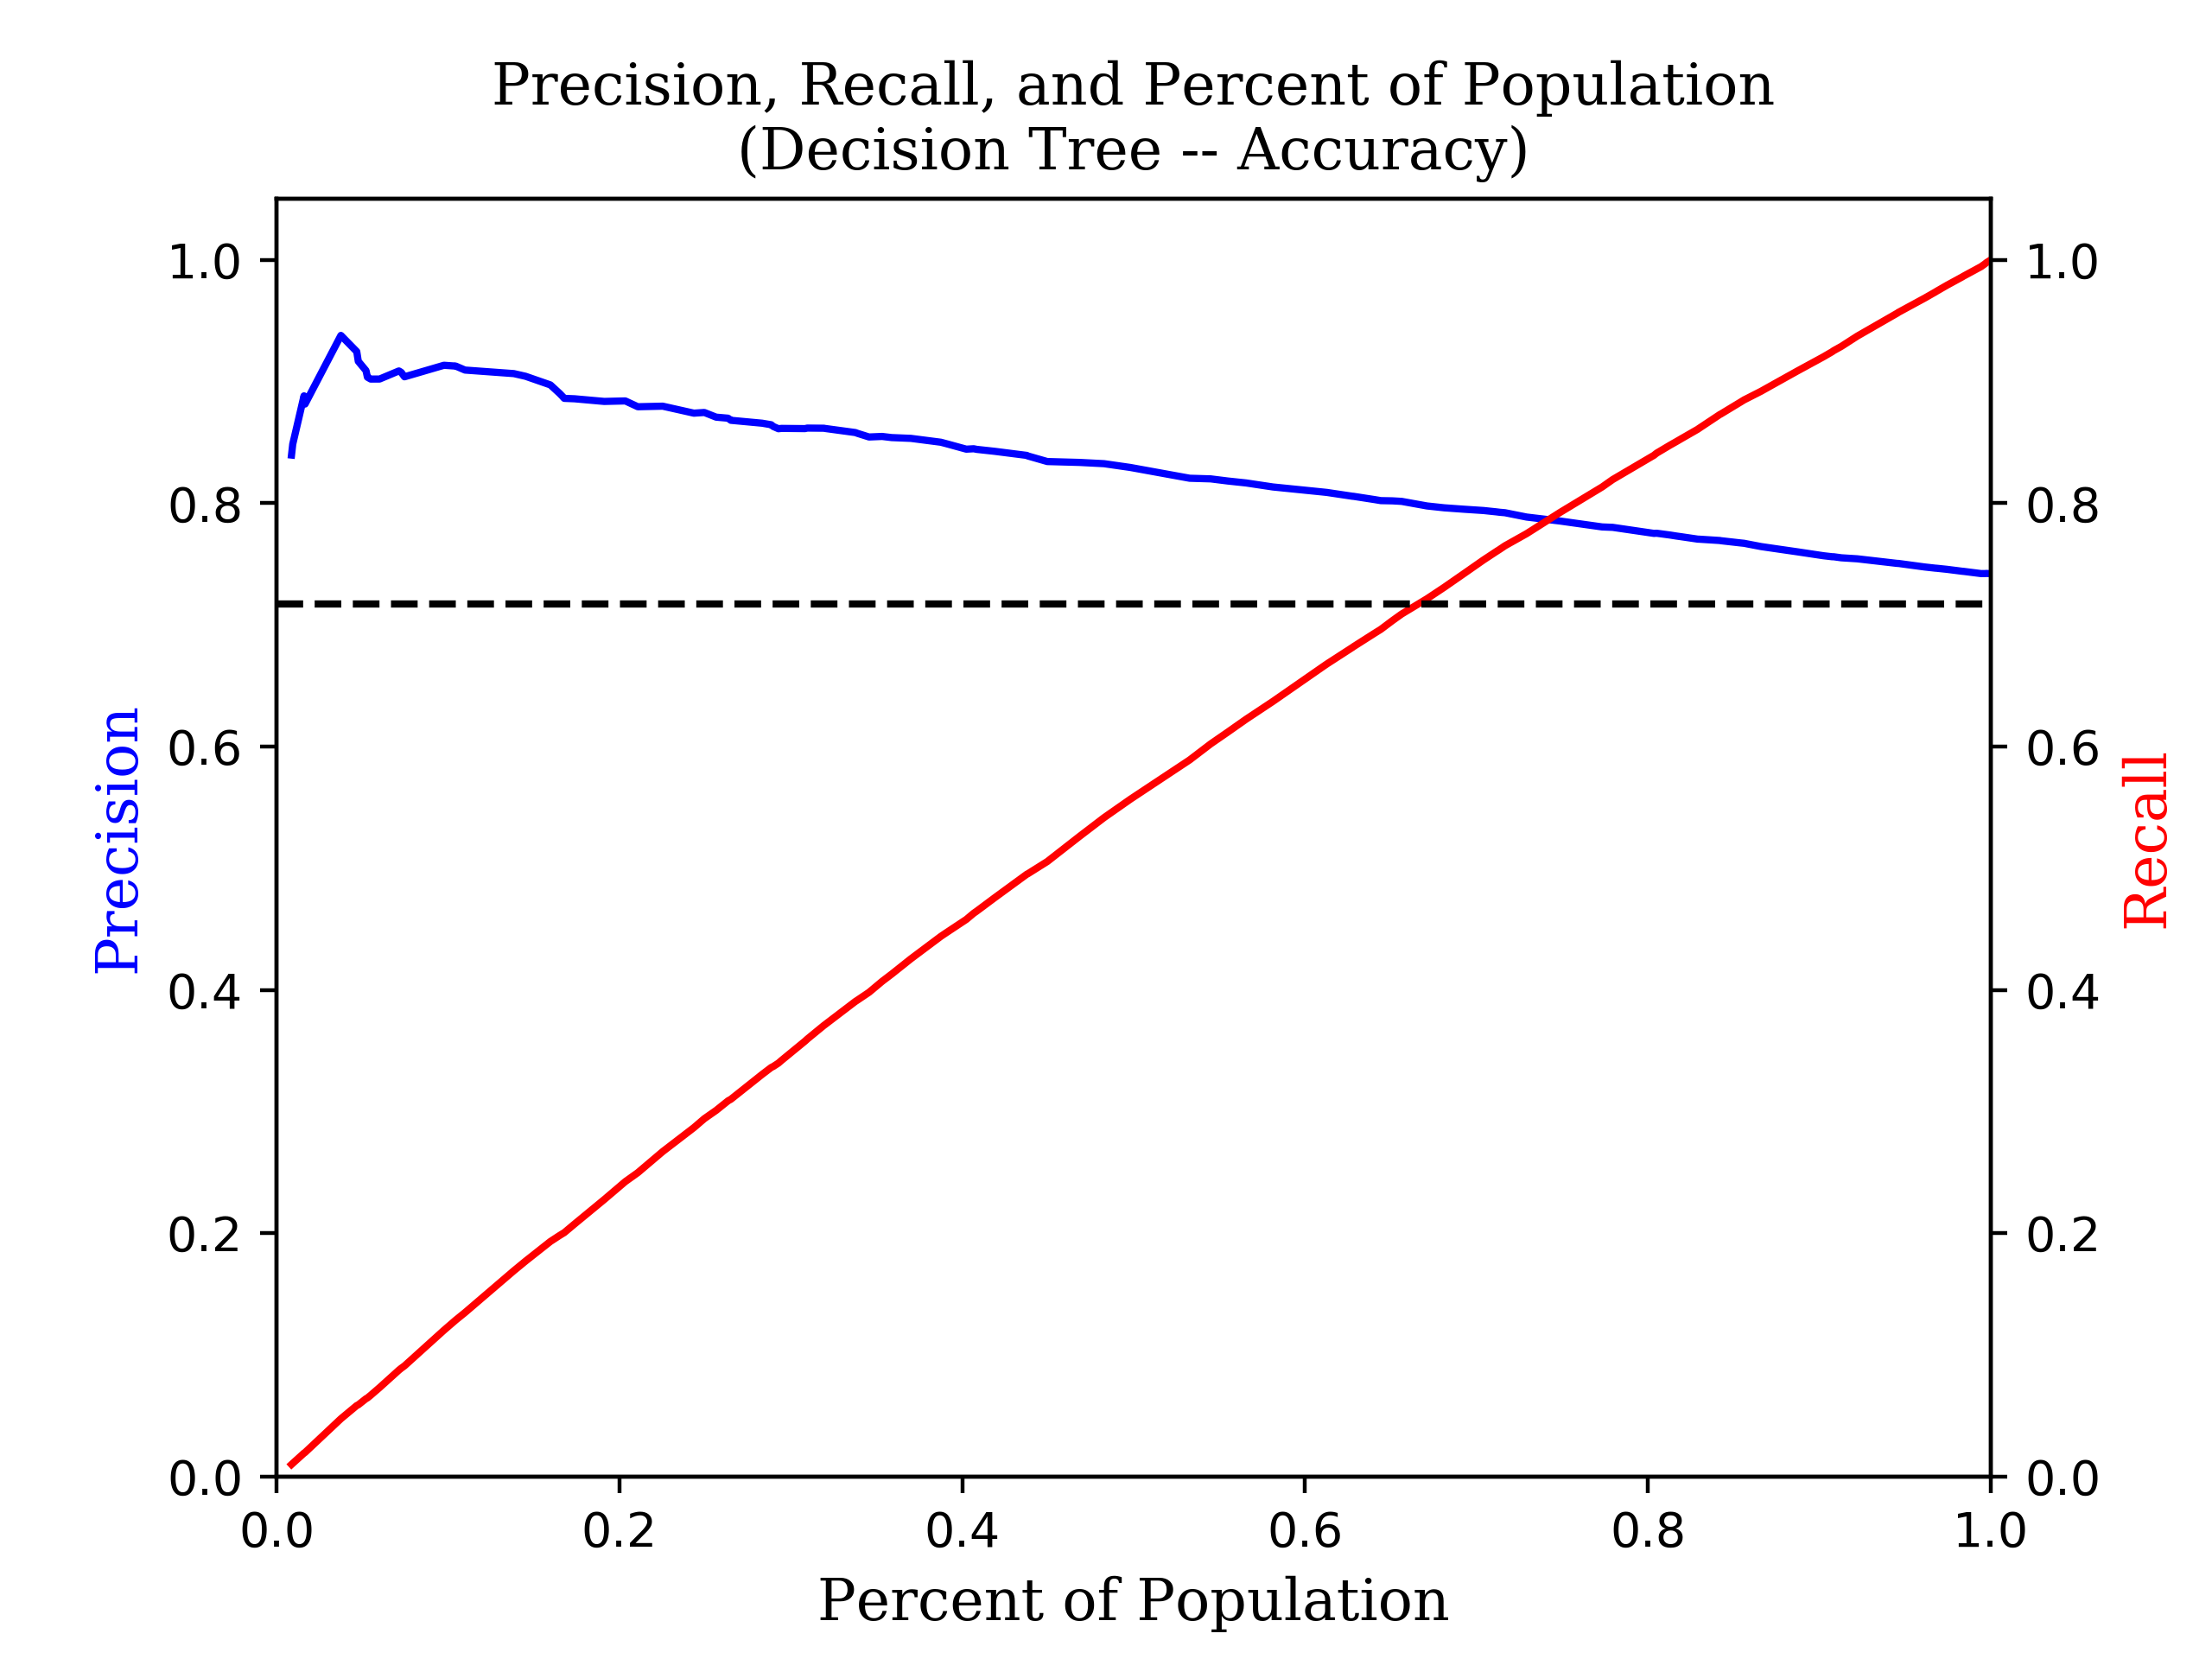 Precision, Recall, and Percent of Population
(Decision Tree -- Accuracy)
1.0
0.8
0.6
0.4
0.2
0.0
Precision
1.0
0.8
0.6
0.4
0.2
0.0
Recall
0.0 0.2 0.4 0.6 0.8 1.0
Percent of Population